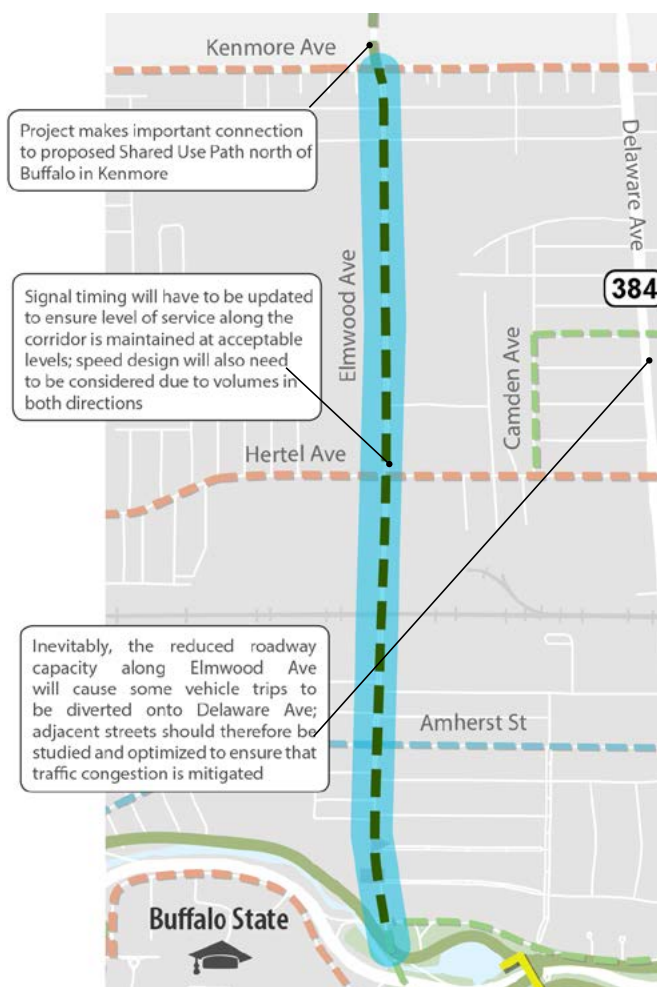 Kenmore Ave
Project makes important connection
to proposed Shared Use Path north of
Buffalo in Kenmore
Delaware Ave
Elmwood Ave
384
Signal timing will have to be updated
to ensure level of service along the
corridor is maintained at acceptable
levels; speed design will also need
to be considered due to volumes in
both directions
Camden Ave
Hertel Ave
Inevitably, the reduced roadway
capacity along Elmwood Ave
will cause some vehicle trips to
be diverted onto Delaware Ave;
adjacent streets should therefore be
studied and optimized to ensure that
traffic congestion is mitigated
Amherst St
Buffalo State